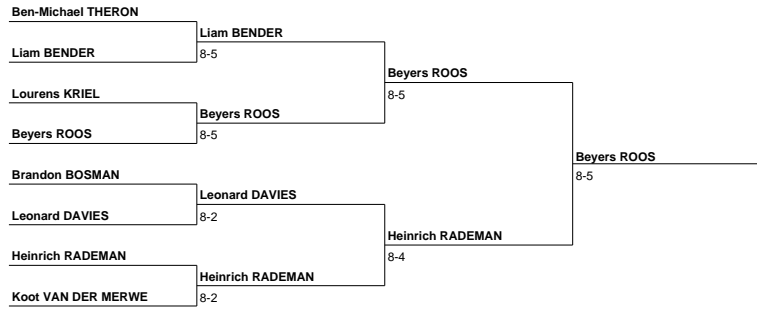 Ben-Michael THERON
Liam BENDER
8-5
Liam BENDER
Beyers ROOS
8-5
Lourens KRIEL
Beyers ROOS
8-5
Beyers ROOS
Beyers ROOS
8-5
Brandon BOSMAN
Leonard DAVIES
8-2
Leonard DAVIES
Heinrich RADEMAN
8-4
Heinrich RADEMAN
Heinrich RADEMAN
8-2
Koot VAN DER MERWE